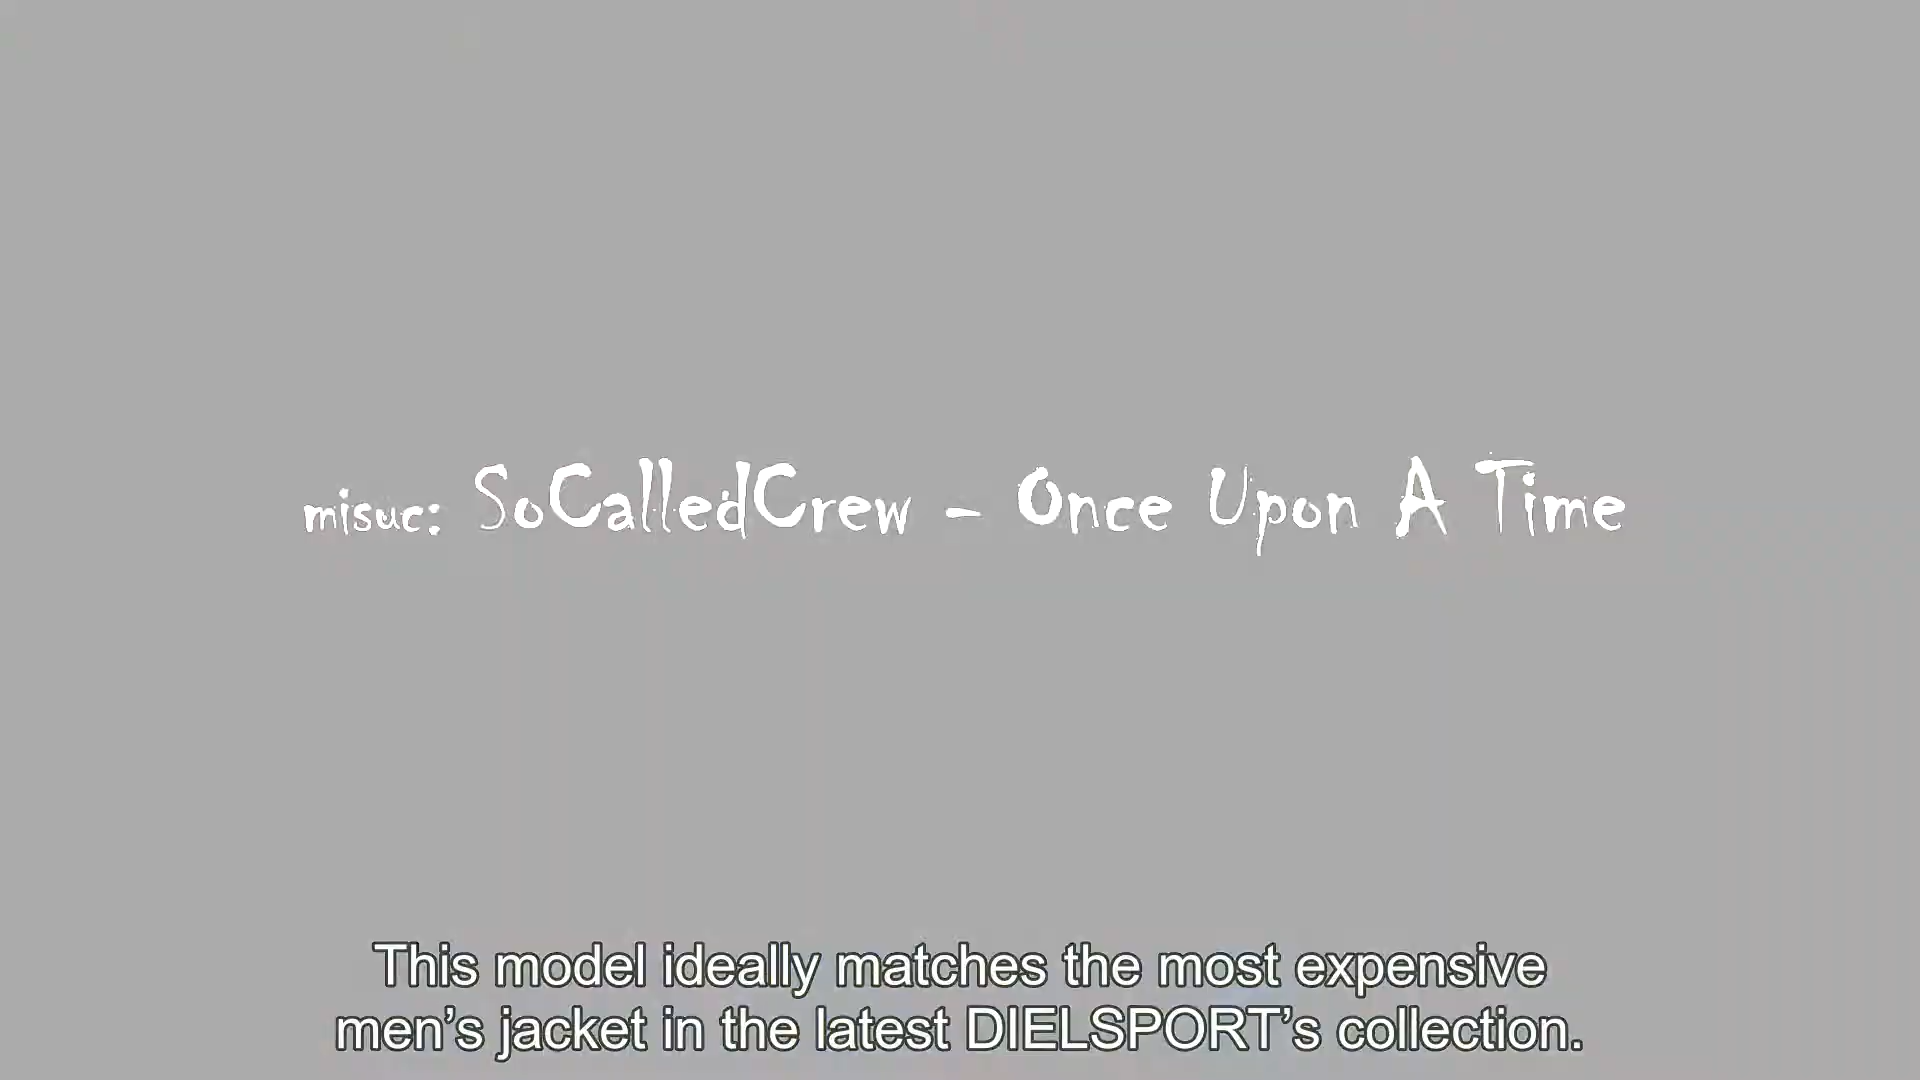 misuc: SoCalledCrew - Once Upon A Time
This model ideally matches the most expensive
men’s jacket in the latest DIELSPORT’s collection.